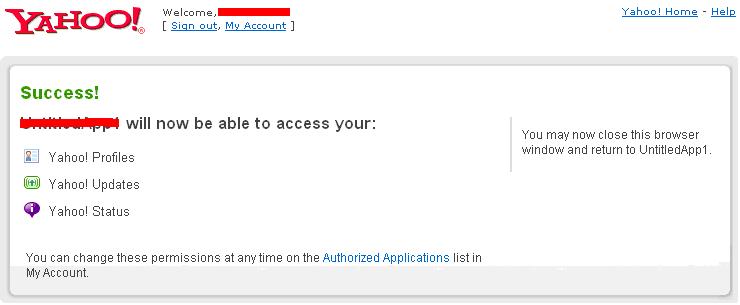 YAHOO!
Welcome,
[ Sign out, My Account ]
Yahoo! Home - Help
Success!
UntitledApp1 will now be able to access your:
Yahoo! Profiles
Yahoo! Updates
Yahoo! Status
You may now close this browser
window and return to UntitledApp1.
You can change these permissions at any time on the Authorized Applications list in
My Account.